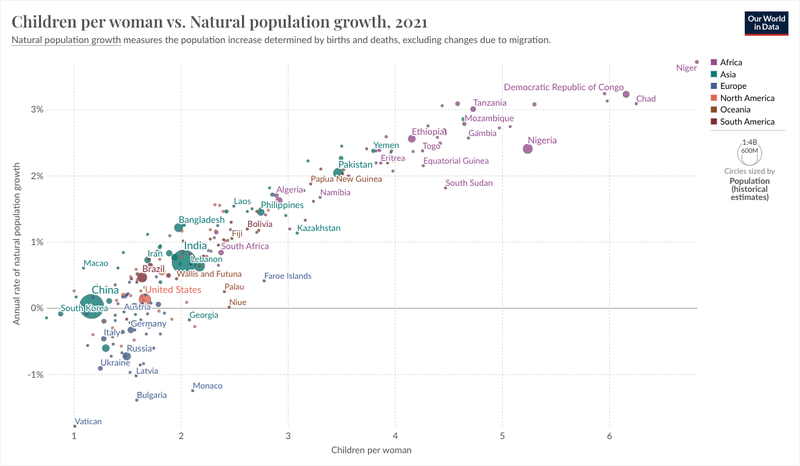 Children per woman vs. Natural population growth, 2021
Natural population growth measures the population increase determined by births and deaths, excluding changes due to migration.
Our World
in Data
Niger
Democratic Republic of Congo
Chad
3%
Tanzania
Mozambique
Ethiopia
Gambia
Nigeria
Yemen
Togo
Eritrea
Equatorial Guinea
Pakistan
2%
Papua New Guinea
South Sudan
Algeria
Namibia
Laos
Philippines
Bangladesh
Bolivia
Kazakhstan
Fiji
1%
India
South Africa
Iran
Lebanon
Macao
Brazil
Wallis and Futuna
Faroe Islands
China
United States
Palau
Niue
0%
South Korea
Austria
Georgia
Germany
Italy
Russia
Ukraine
Latvia
-1%
Monaco
Bulgaria
Vatican
1
2
3
4
5
6
Children per woman
Annual rate of natural population growth
Africa
Asia
Europe
North America
Oceania
South America
1:4B
600M
Circles sized by
Population
(historical
estimates)